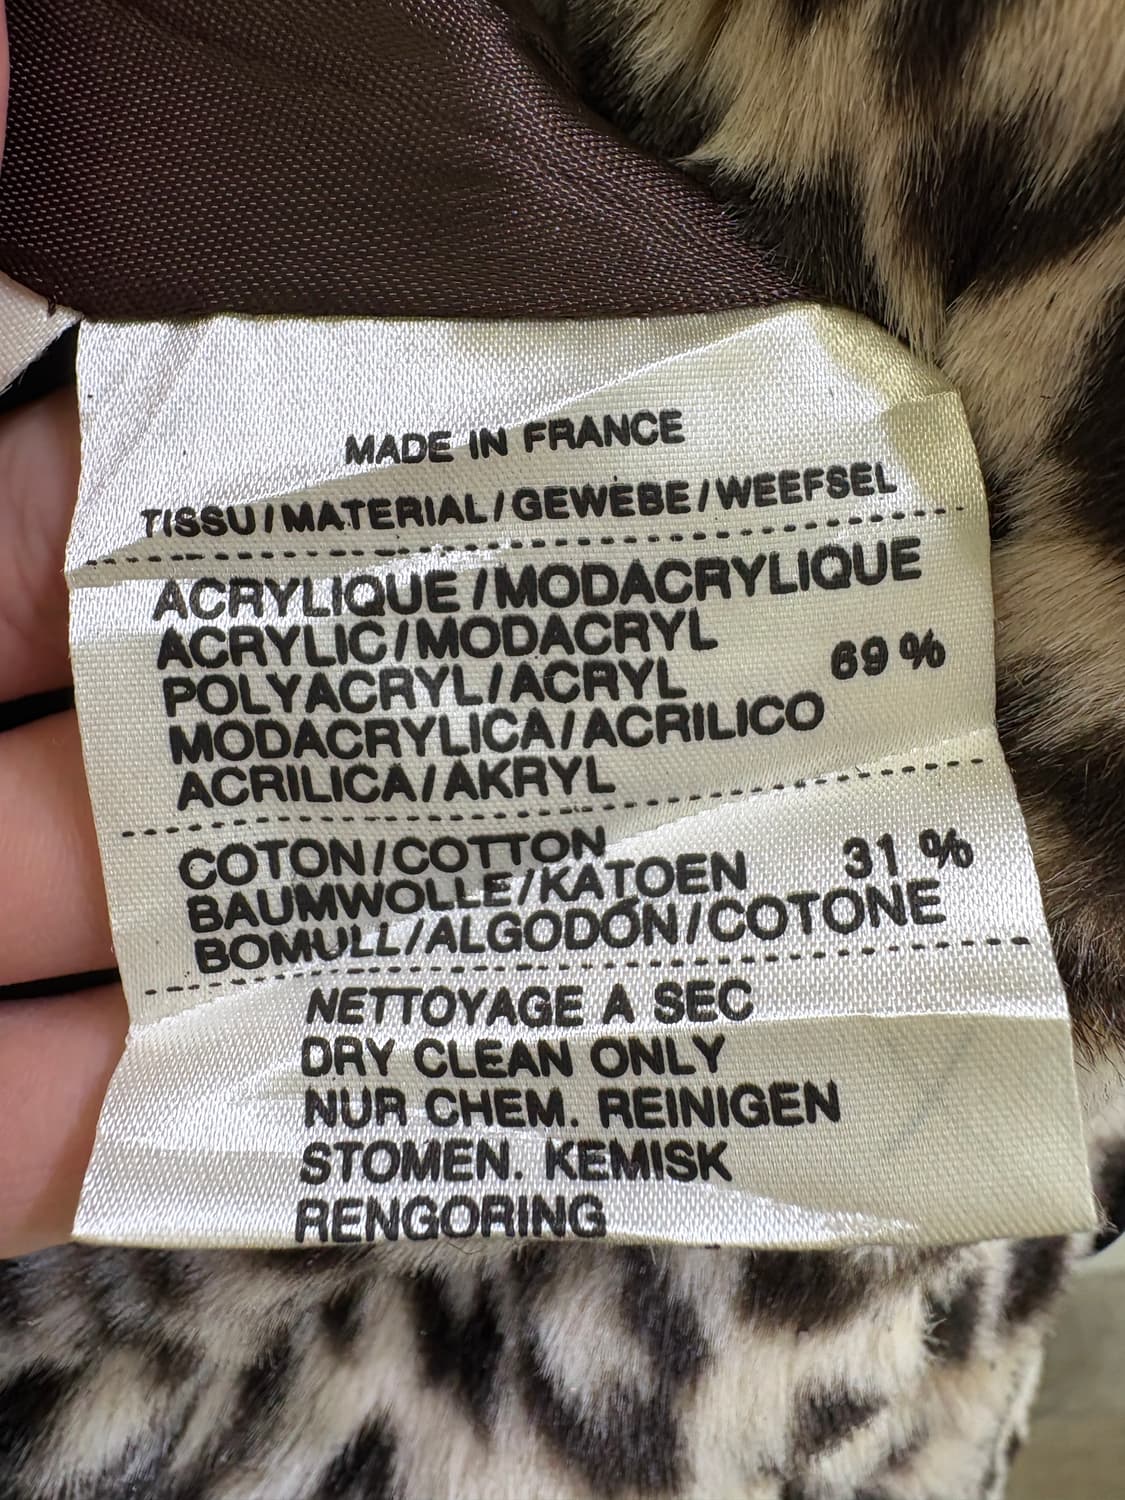 MADE IN FRANCE
TISSU/MATERIAL/GEWEBE/WEEFSEL
ACRYLIQUE/MODACRYLIQUE
ACRYLIC/MODACRYL
POLYACRYL/ACRYL 69 %
MODACRYLICA/ACRILICO
ACRILICA/AKRYL
COTON/COTTON
BAUMWOLLE/KATOEN 31 %
BOMULL/ALGODÓN/COTONE
NETTOYAGE A SEC
DRY CLEAN ONLY
NUR CHEM. REINIGEN
STOMEN. KEMISK
RENGORING